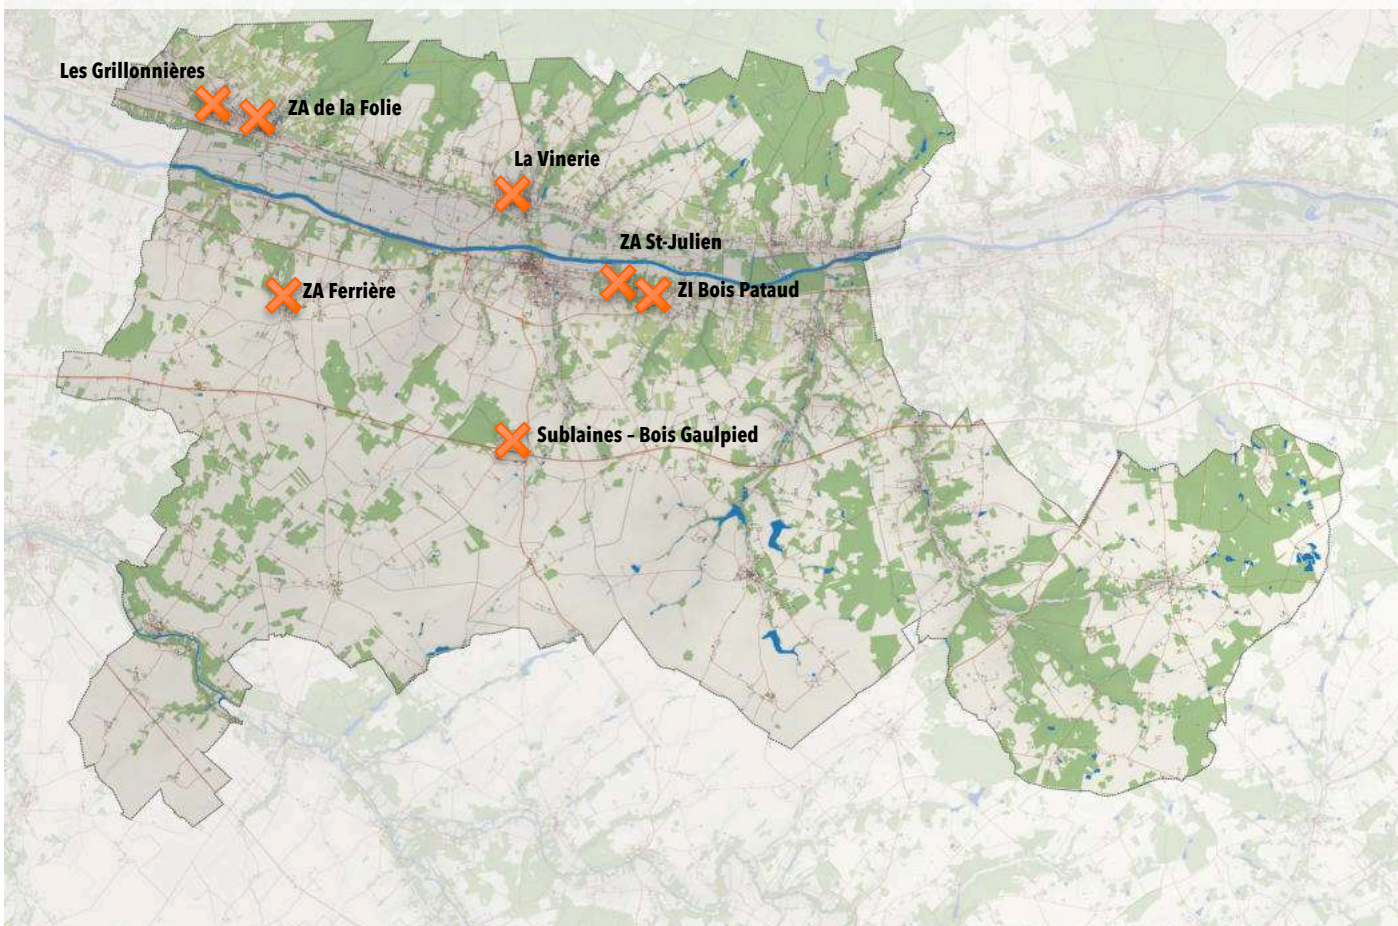 Les Grillonnières
ZA de la Folie
La Vinerie
ZA St-Julien
ZI Bois Pataud
ZA Ferrière
Sublaines – Bois Gaulpied